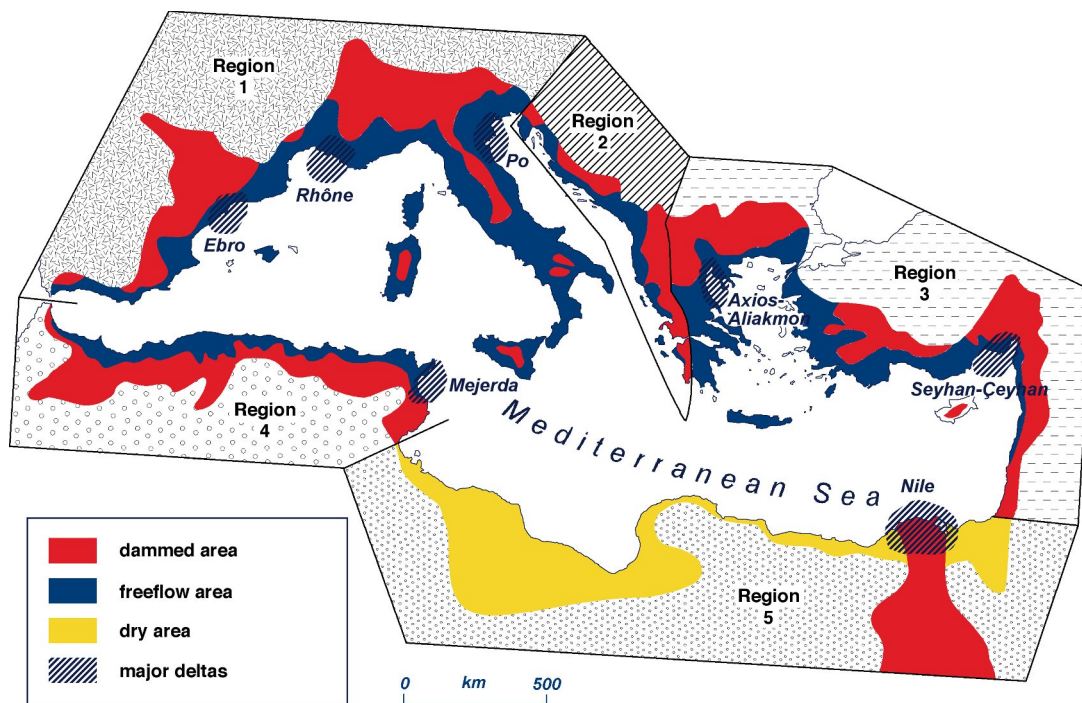 Region
1
Region
2
Po
Rhône
Ebro
Region
3
Axios-
Aliakmon
Mejerda
Seyhan-Çeyhan
Region
4
Mediterranean Sea
Nile
Region
5
dammed area
freeflow area
dry area
major deltas
0 km 500